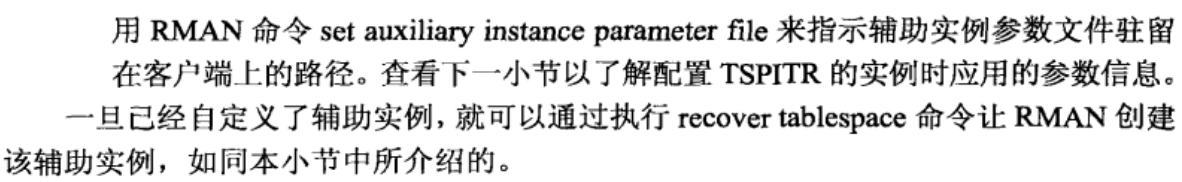 用 RMAN 命令 set auxiliary instance parameter file 来指示辅助实例参数文件驻留
在客户端上的路径。查看下一小节以了解配置 TSPITR 的实例时应用的参数信息。
一旦已经自定义了辅助实例，就可以通过执行 recover tablespace 命令让 RMAN 创建
该辅助实例，如同本小节中所介绍的。